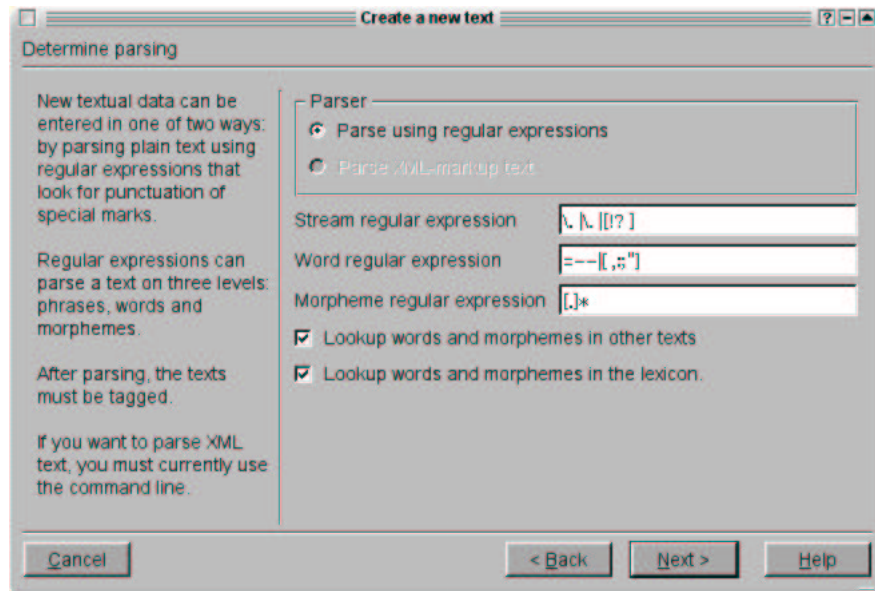 Create a new text
Determine parsing
New textual data can be
entered in one of two ways:
by parsing plain text using
regular expressions that
look for punctuation of
special marks.
Regular expressions can
parse a text on three levels:
phrases, words and
morphemes.
After parsing, the texts
must be tagged.
If you want to parse XML
text, you must currently use
the command line.
Parser
Parse using regular expressions
Parse XML-markup text
Stream regular expression
\. |\. |[!? ]
Word regular expression
=--|[ ,:;"]
Morpheme regular expression
[.]*
Lookup words and morphemes in other texts
Lookup words and morphemes in the lexicon.
Cancel
< Back
Next >
Help